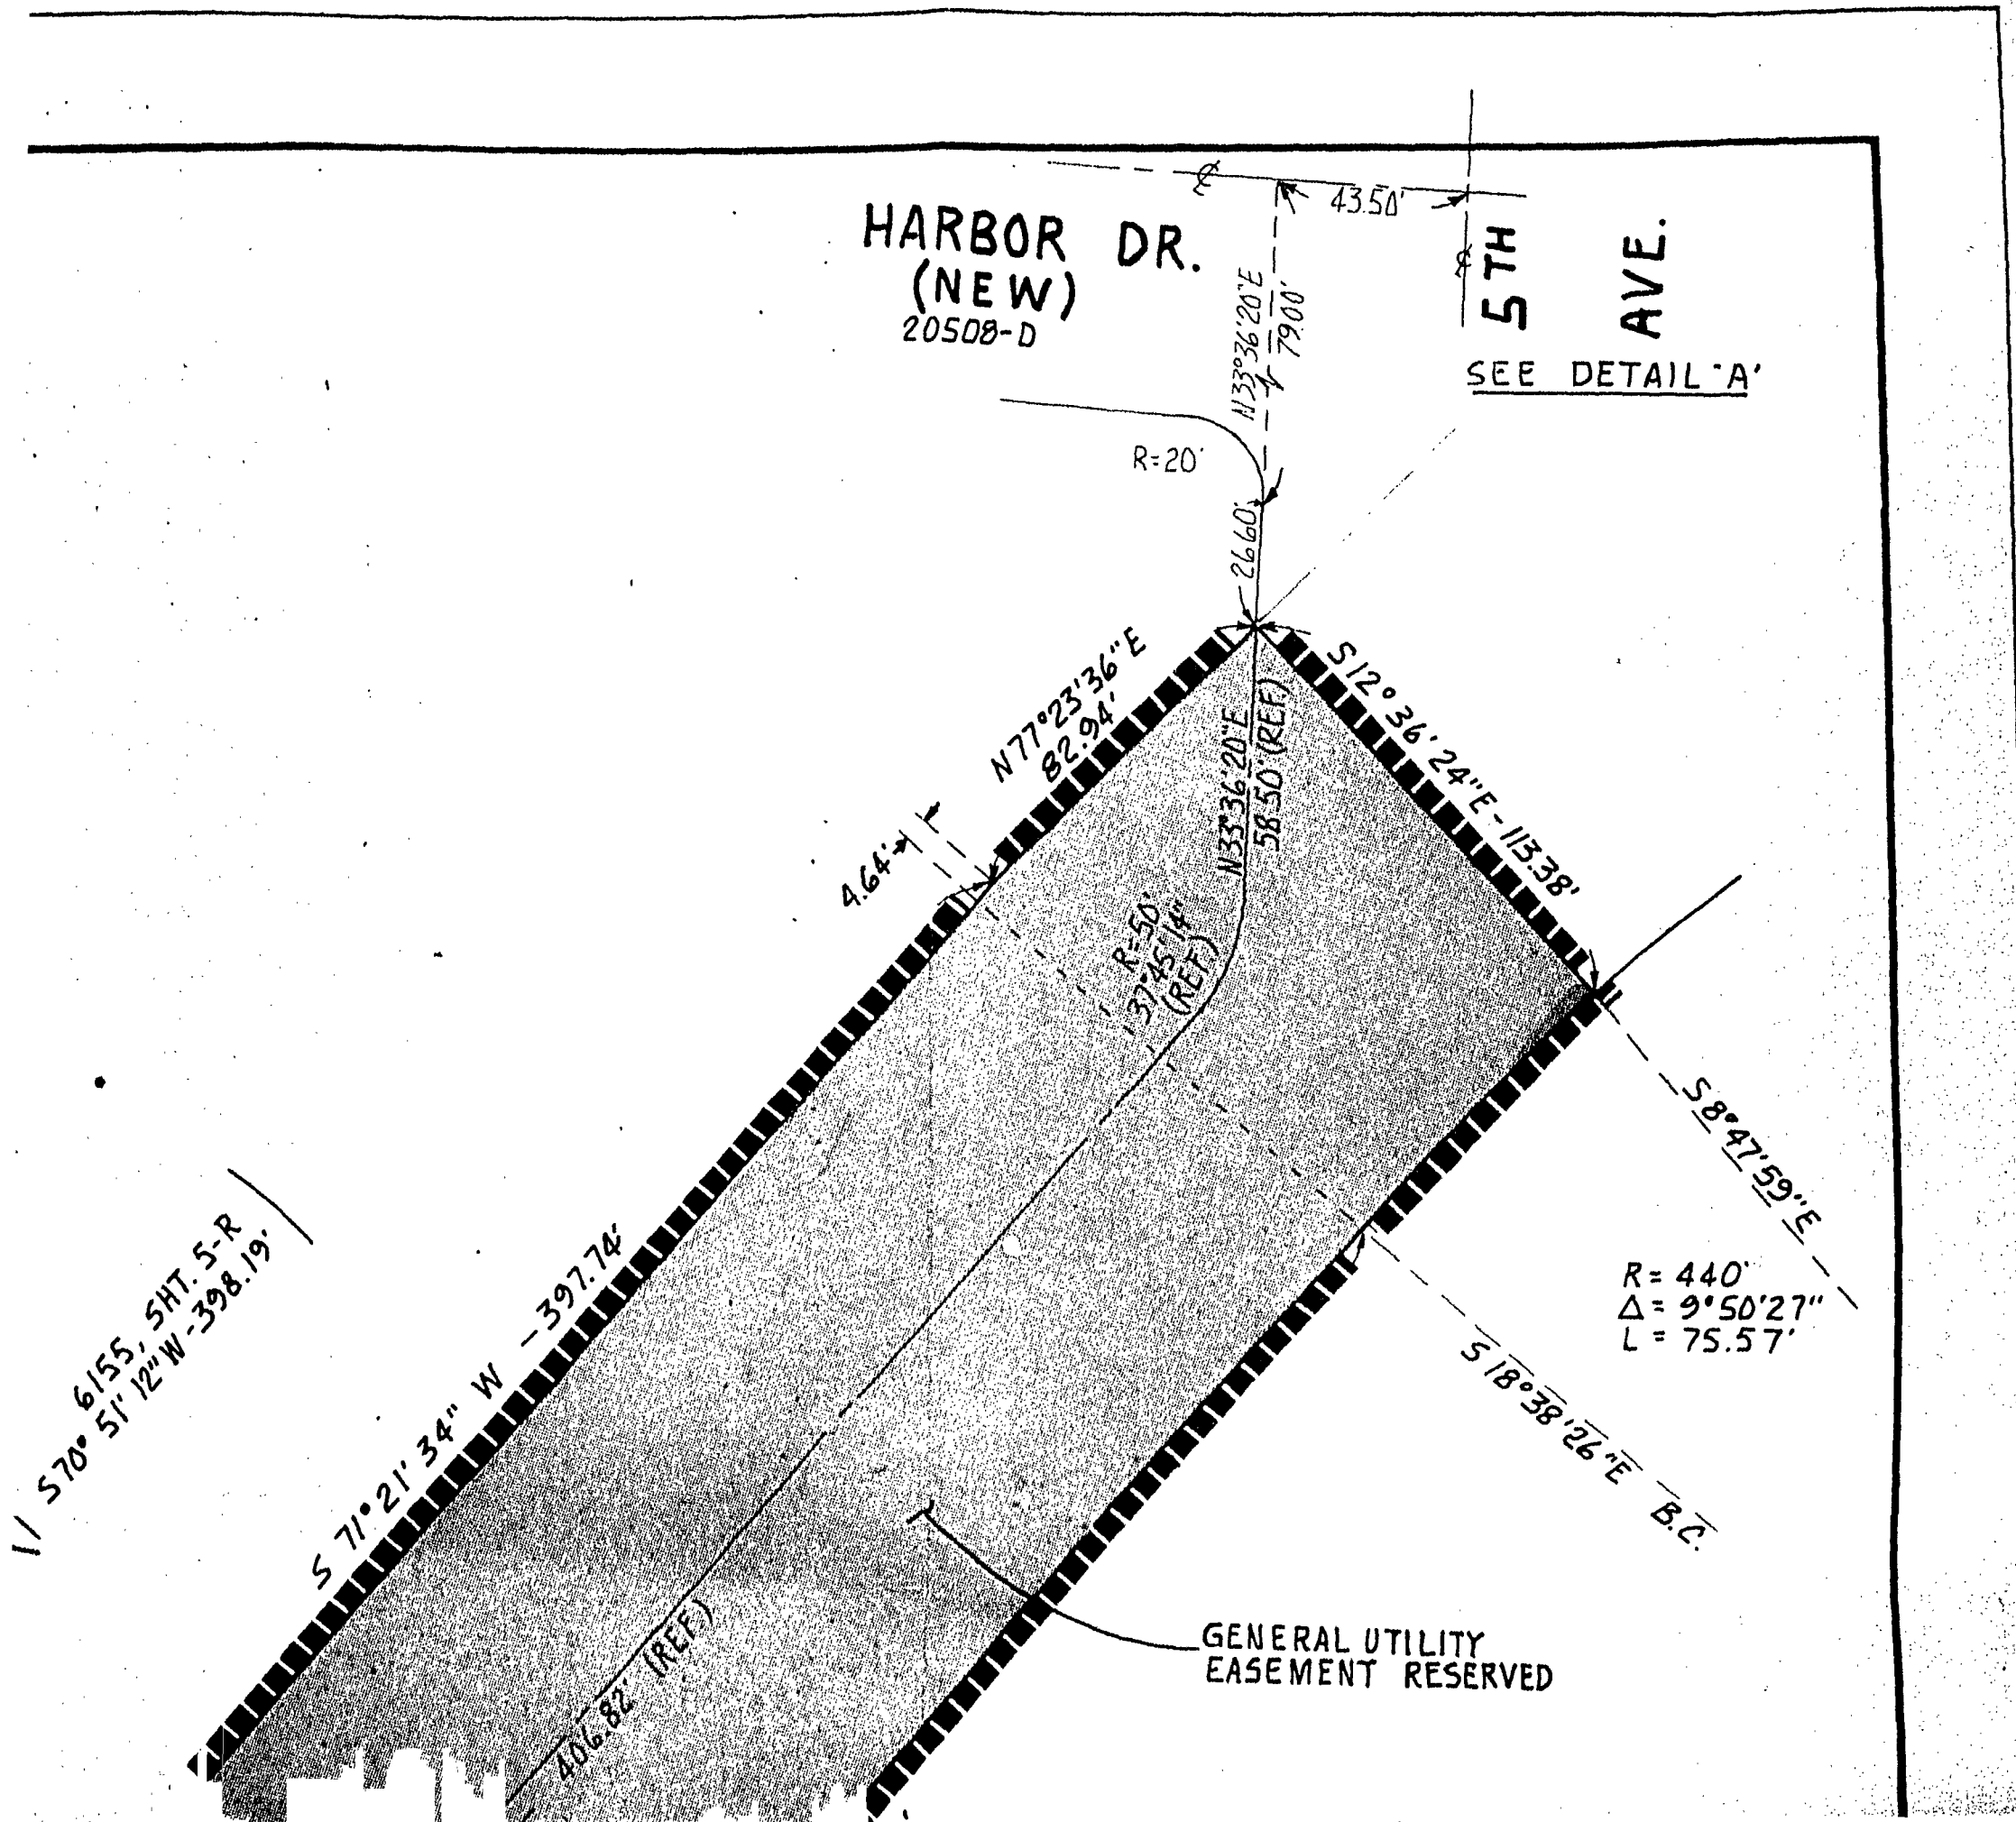 ℄
43.50'
HARBOR DR.
(NEW)
20508-D
5TH AVE.
℄
SEE DETAIL 'A'
N33°36'20"E
79.00'
R=20'
26.60'
N77°23'36"E
82.94'
S12°36'24"E-113.38'
N33°36'20"E
58.50'(REF.)
4.64'
R=50'
37°45'14"
(REF.)
S8°47'59"E
R= 440'
Δ= 9°50'27"
L = 75.57'
S18°38'26"E B.C.
6155, SHT. 5-R
S70° 51' 12" W-398.19'
S 71° 21' 34" W -397.74'
406.82' (REF.)
GENERAL UTILITY
EASEMENT RESERVED